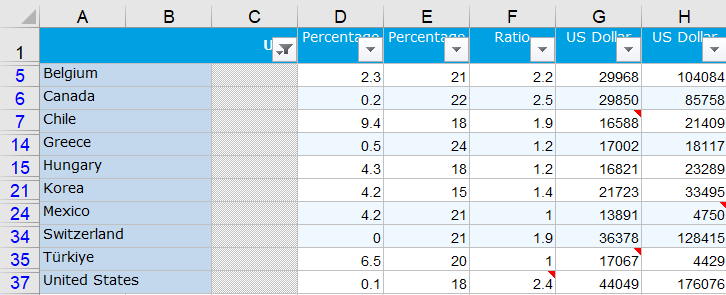 A B C D E F G H
1 U Percentage Percentage Ratio US Dollar US Dollar
5 Belgium 2.3 21 2.2 29968 104084
6 Canada 0.2 22 2.5 29850 85758
7 Chile 9.4 18 1.9 16588 21409
14 Greece 0.5 24 1.2 17002 18117
15 Hungary 4.3 18 1.2 16821 23289
21 Korea 4.2 15 1.4 21723 33495
24 Mexico 4.2 21 1 13891 4750
34 Switzerland 0 21 1.9 36378 128415
35 Türkiye 6.5 20 1 17067 4429
37 United States 0.1 18 2.4 44049 176076